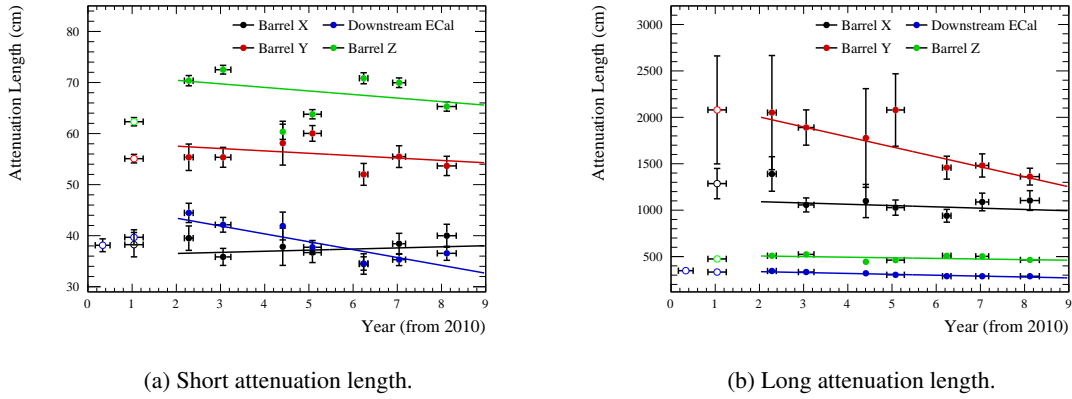 Attenuation Length (cm)
80
70
60
50
40
30
Barrel X
Downstream ECal
Barrel Y
Barrel Z
0 1 2 3 4 5 6 7 8 9
Year (from 2010)
(a) Short attenuation length.
Attenuation Length (cm)
3000
2500
2000
1500
1000
500
Barrel X
Downstream ECal
Barrel Y
Barrel Z
0 1 2 3 4 5 6 7 8 9
Year (from 2010)
(b) Long attenuation length.